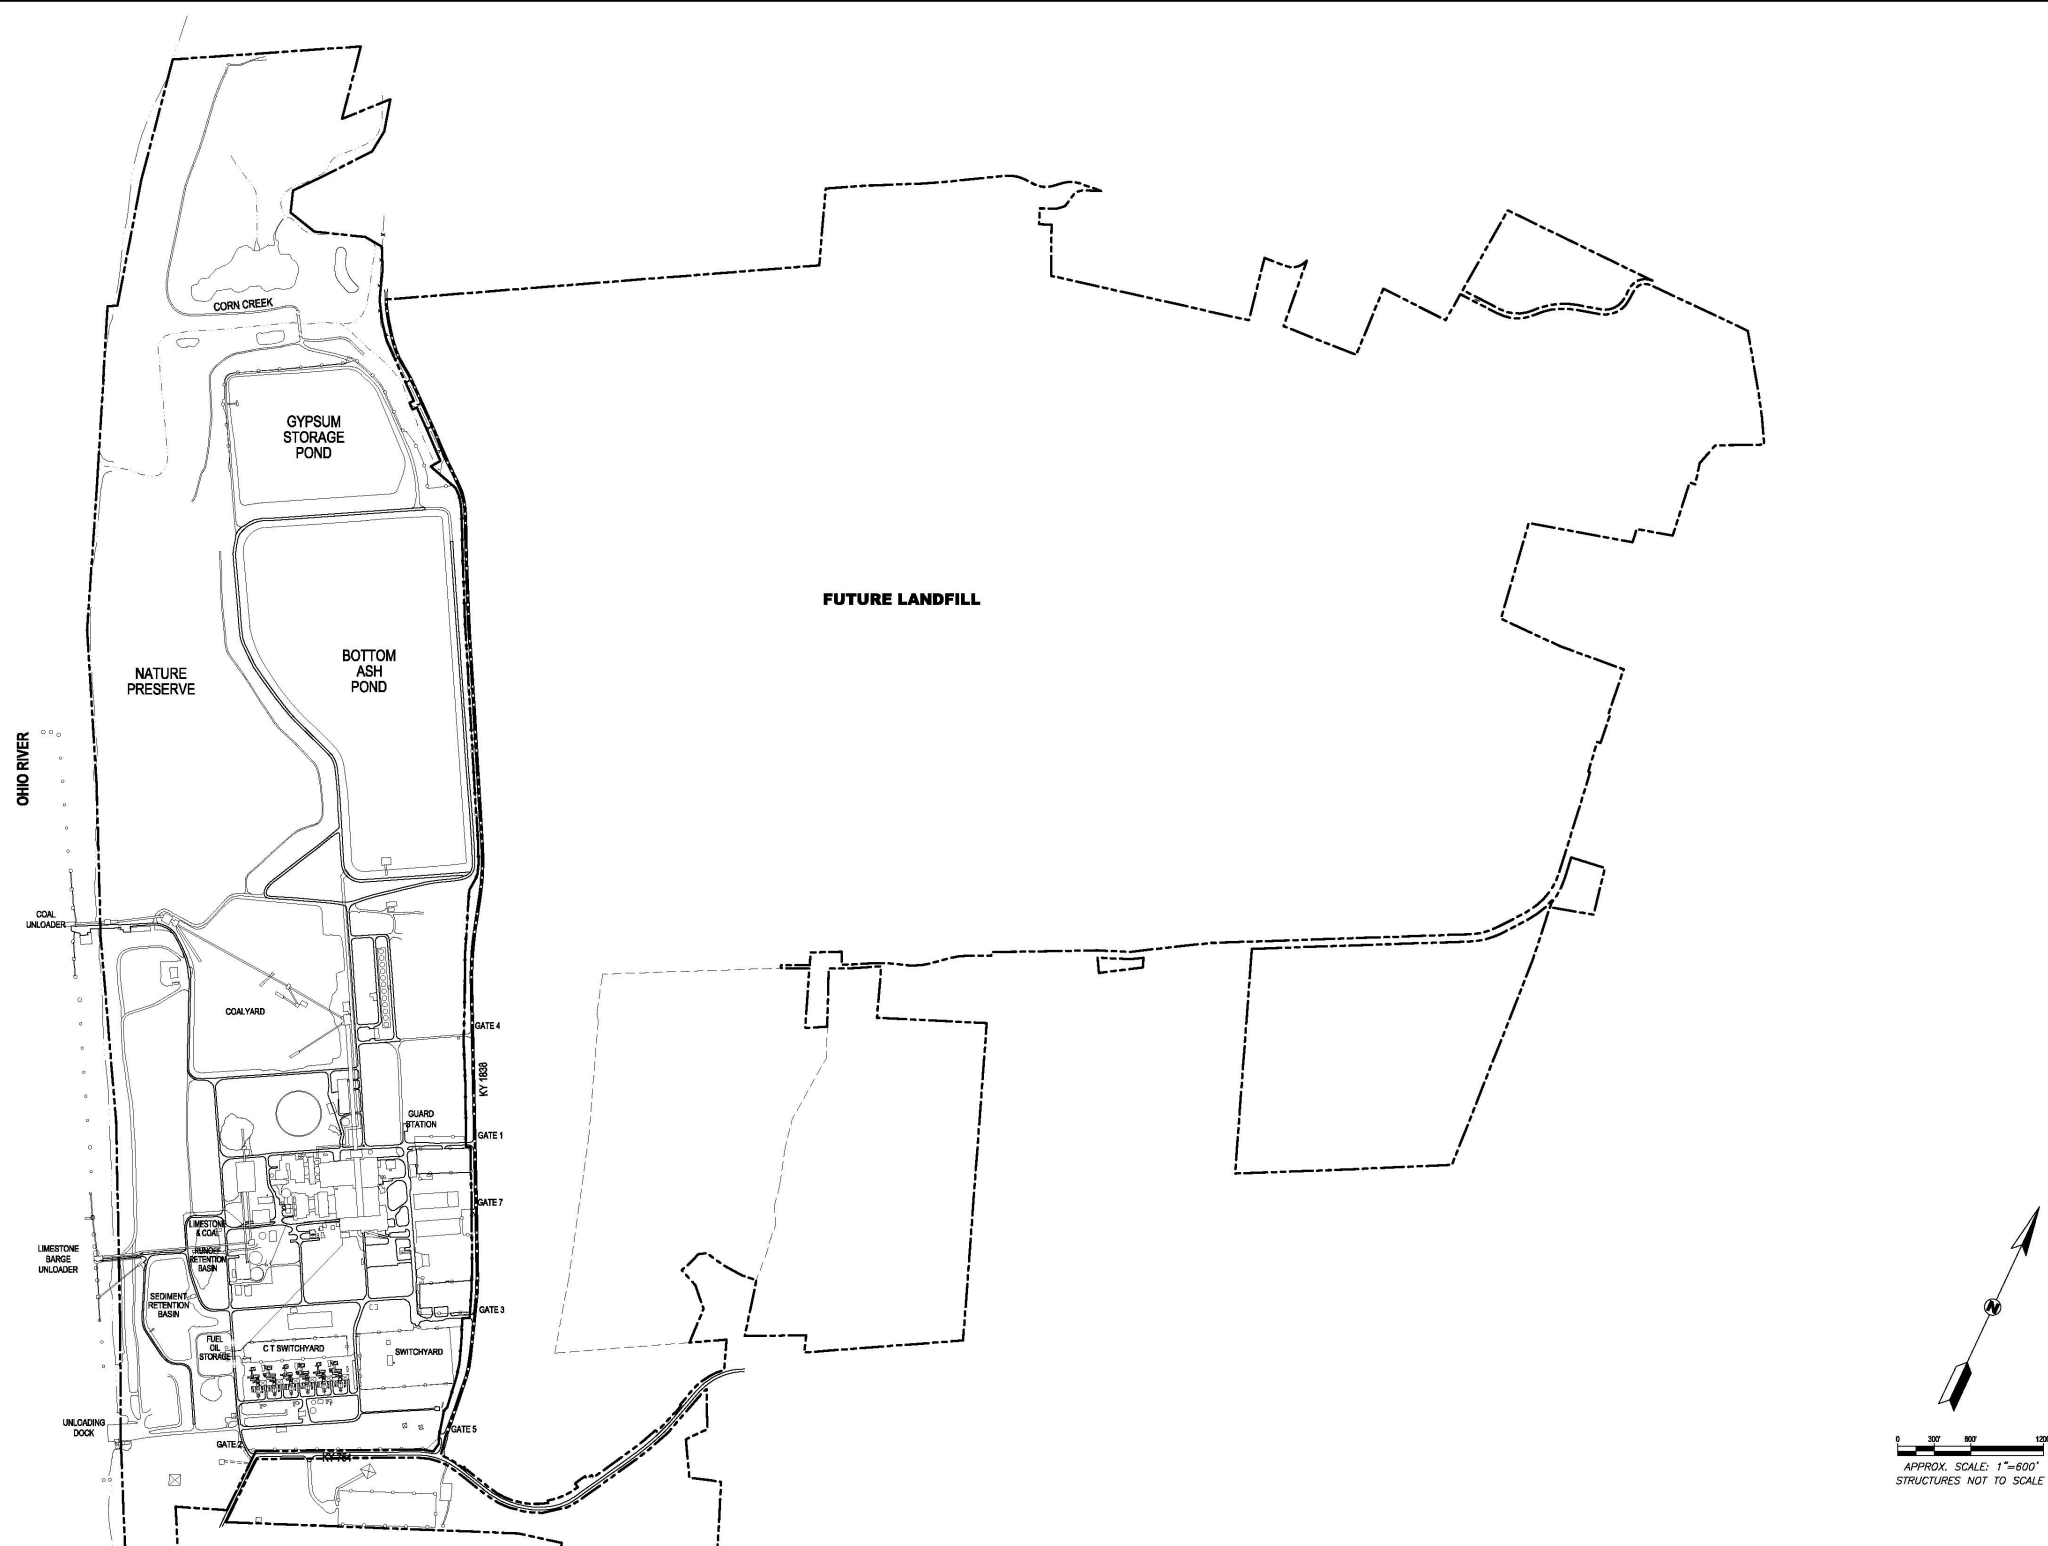 CORN CREEK
GYPSUM
STORAGE
POND
FUTURE LANDFILL
BOTTOM
ASH
POND
NATURE
PRESERVE
OHIO RIVER
COAL
UNLOADER
COALYARD
GATE 4
KY 1838
GUARD
STATION
GATE 1
GATE 7
LIMESTONE
& COAL
RUNOFF
RETENTION
BASIN
LIMESTONE
BARGE
UNLOADER
SEDIMENT
RETENTION
BASIN
GATE 3
FUEL
OIL
STORAGE
C T SWITCHYARD
SWITCHYARD
UNLOADING
DOCK
GATE 2
GATE 5
KY 754
N
0 300' 600' 1200
APPROX. SCALE: 1"=600'
STRUCTURES NOT TO SCALE